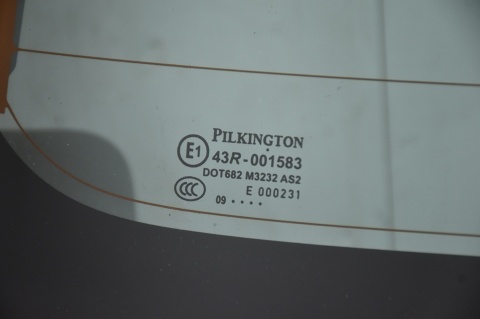 PILKINGTON
E1 43R-001583
DOT682 M3232 AS2
CCC E 000231
09 ....